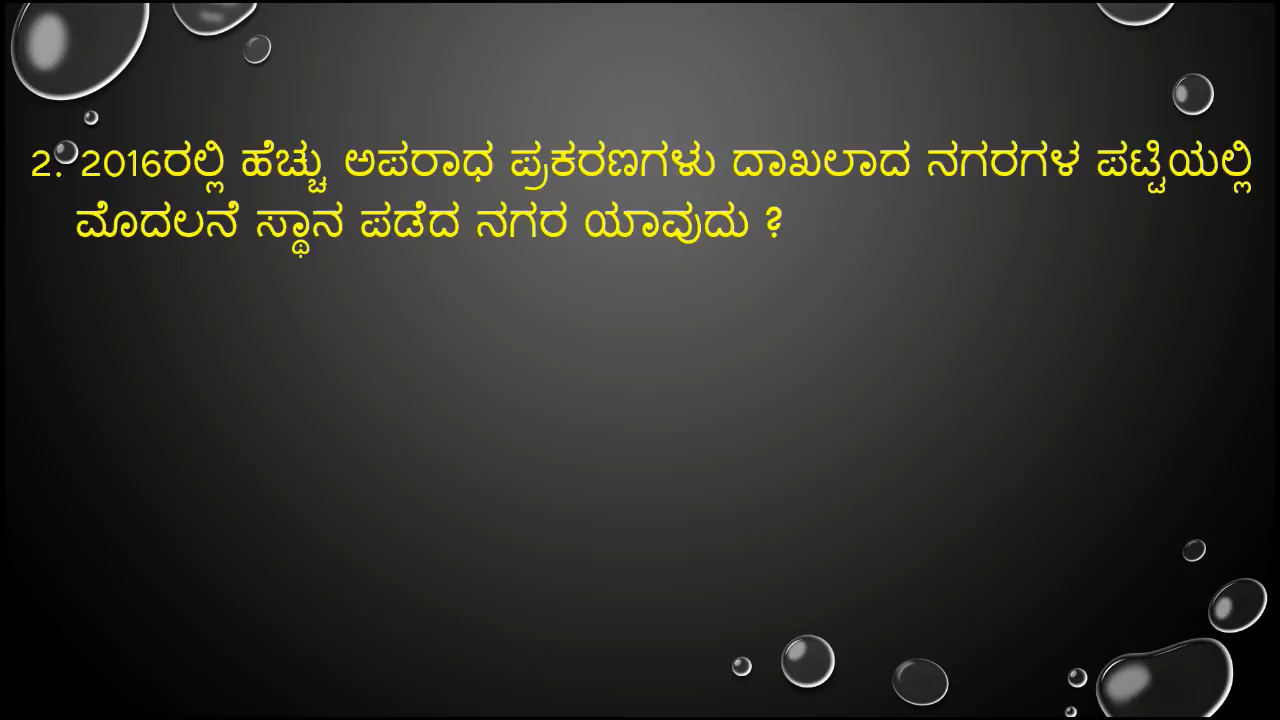 2. 2016ರಲ್ಲಿ ಹೆಚ್ಚು ಅಪರಾಧ ಪ್ರಕರಣಗಳು ದಾಖಲಾದ ನಗರಗಳ ಪಟ್ಟಿಯಲ್ಲಿ
ಮೊದಲನೆ ಸ್ಥಾನ ಪಡೆದ ನಗರ ಯಾವುದು ?